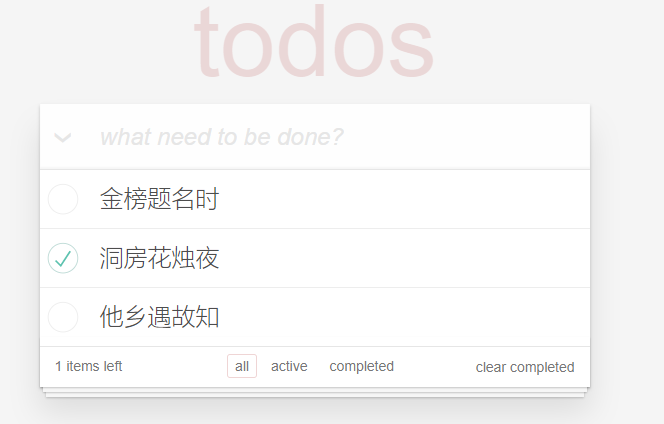 todos
what need to be done?
金榜题名时
洞房花烛夜
他乡遇故知
1 items left all active completed clear completed